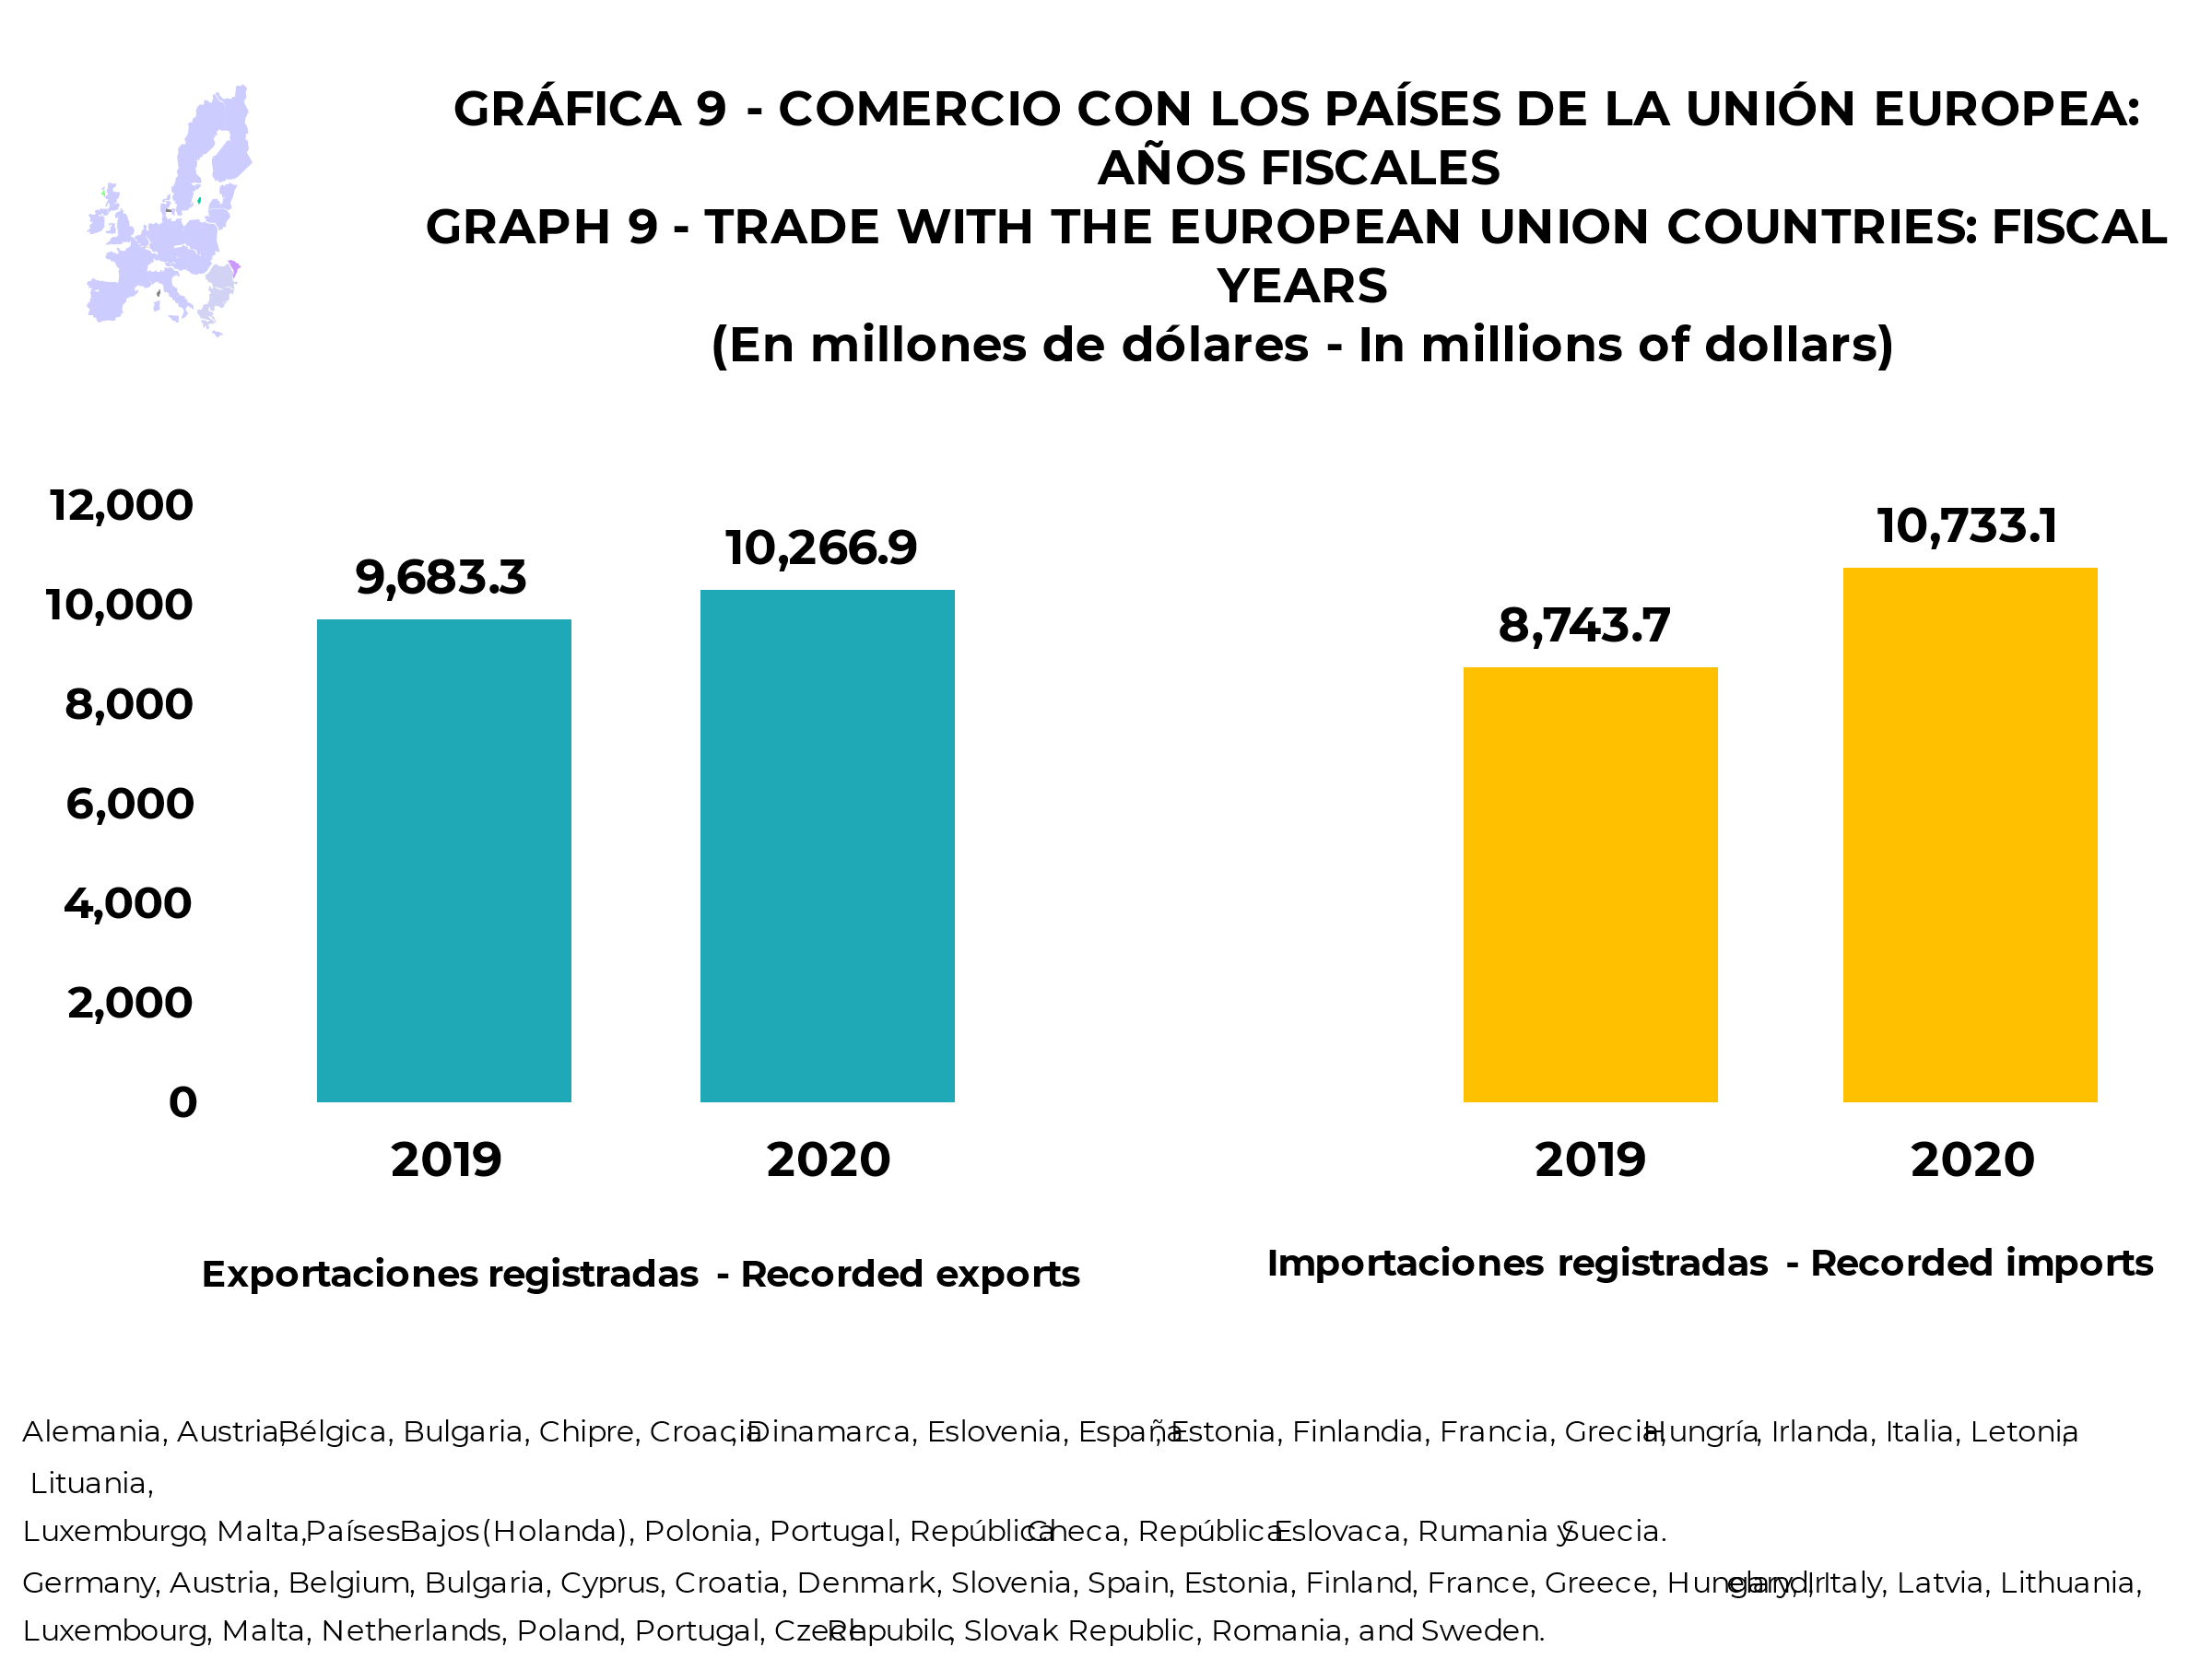 GRÁFICA 9 - COMERCIO CON LOS PAÍSES DE LA UNIÓN EUROPEA:
AÑOS FISCALES
GRAPH 9 - TRADE WITH THE EUROPEAN UNION COUNTRIES: FISCAL
YEARS
(En millones de dólares - In millions of dollars)
12,000
10,000
8,000
6,000
4,000
2,000
0
9,683.3
10,266.9
8,743.7
10,733.1
2019
2020
2019
2020
Exportaciones registradas - Recorded exports
Importaciones registradas - Recorded imports
Alemania, Austria, Bélgica, Bulgaria, Chipre, Croacia, Dinamarca, Eslovenia, España, Estonia, Finlandia, Francia, Grecia, Hungría, Irlanda, Italia, Letonia,
Lituania,
Luxemburgo, Malta, Países Bajos (Holanda), Polonia, Portugal, República Checa, República Eslovaca, Rumania y Suecia.
Germany, Austria, Belgium, Bulgaria, Cyprus, Croatia, Denmark, Slovenia, Spain, Estonia, Finland, France, Greece, Hungary, Ireland, Italy, Latvia, Lithuania,
Luxembourg, Malta, Netherlands, Poland, Portugal, Czech Repubilc, Slovak Republic, Romania, and Sweden.